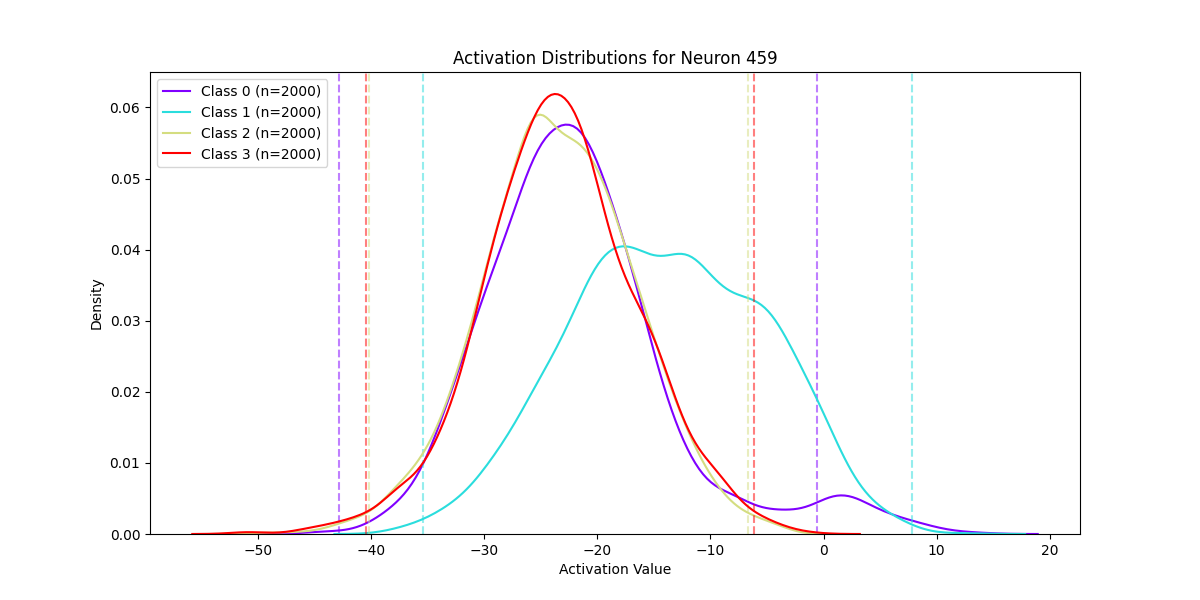 Activation Distributions for Neuron 459
Class 0 (n=2000)
Class 1 (n=2000)
Class 2 (n=2000)
Class 3 (n=2000)
Density
0.06
0.05
0.04
0.03
0.02
0.01
0.00
−50 −40 −30 −20 −10 0 10 20
Activation Value